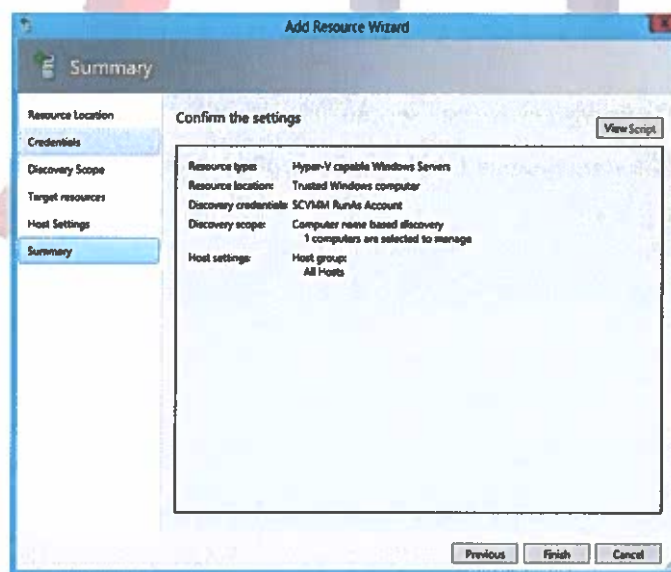 Add Resource Wizard
Summary
Resource Location
Credentials
Discovery Scope
Target resources
Host Settings
Summary
Confirm the settings
View Script
Resource type: Hyper-V capable Windows Servers
Resource location: Trusted Windows computer
Discovery credentials: SCVMM RunAs Account
Discovery scope: Computer name based discovery
1 computers are selected to manage
Host settings: Host group:
All Hosts
Previous Finish Cancel